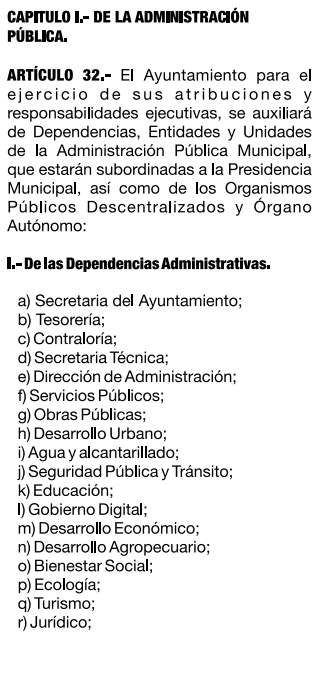 CAPITULO I.- DE LA ADMINISTRACIÓN
PÚBLICA.
ARTÍCULO 32.- El Ayuntamiento para el
ejercicio de sus atribuciones y
responsabilidades ejecutivas, se auxiliará
de Dependencias, Entidades y Unidades
de la Administración Pública Municipal,
que estarán subordinadas a la Presidencia
Municipal, así como de los Organismos
Públicos Descentralizados y Órgano
Autónomo:
I.- De las Dependencias Administrativas.
a) Secretaria del Ayuntamiento;
b) Tesorería;
c) Contraloría;
d) Secretaria Técnica;
e) Dirección de Administración;
f) Servicios Públicos;
g) Obras Públicas;
h) Desarrollo Urbano;
i) Agua y alcantarillado;
j) Seguridad Pública y Tránsito;
k) Educación;
l) Gobierno Digital;
m) Desarrollo Económico;
n) Desarrollo Agropecuario;
o) Bienestar Social;
p) Ecología;
q) Turismo;
r) Jurídico;